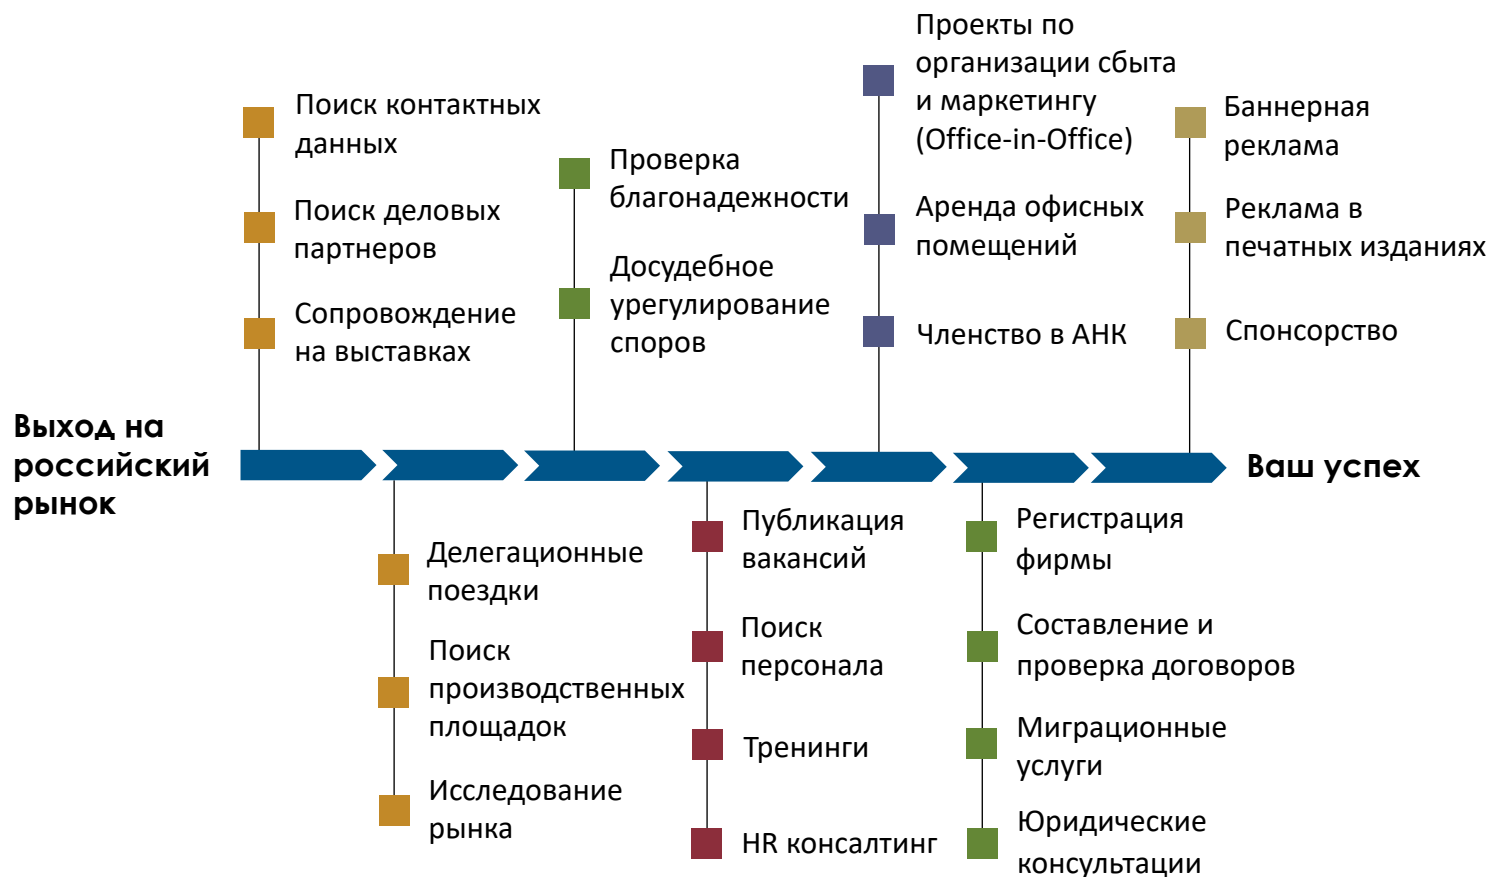 Проекты по
организации сбыта
и маркетингу
(Office-in-Office)
Поиск контактных
данных
Баннерная
реклама
Проверка
благонадежности
Поиск деловых
партнеров
Аренда офисных
помещений
Реклама в
печатных изданиях
Досудебное
урегулирование
споров
Сопровождение
на выставках
Членство в АНК
Спонсорство
Выход на
российский
рынок
Ваш успех
Делегационные
поездки
Поиск
производственных
площадок
Исследование
рынка
Публикация
вакансий
Поиск
персонала
Тренинги
HR консалтинг
Регистрация
фирмы
Составление и
проверка договоров
Миграционные
услуги
Юридические
консультации